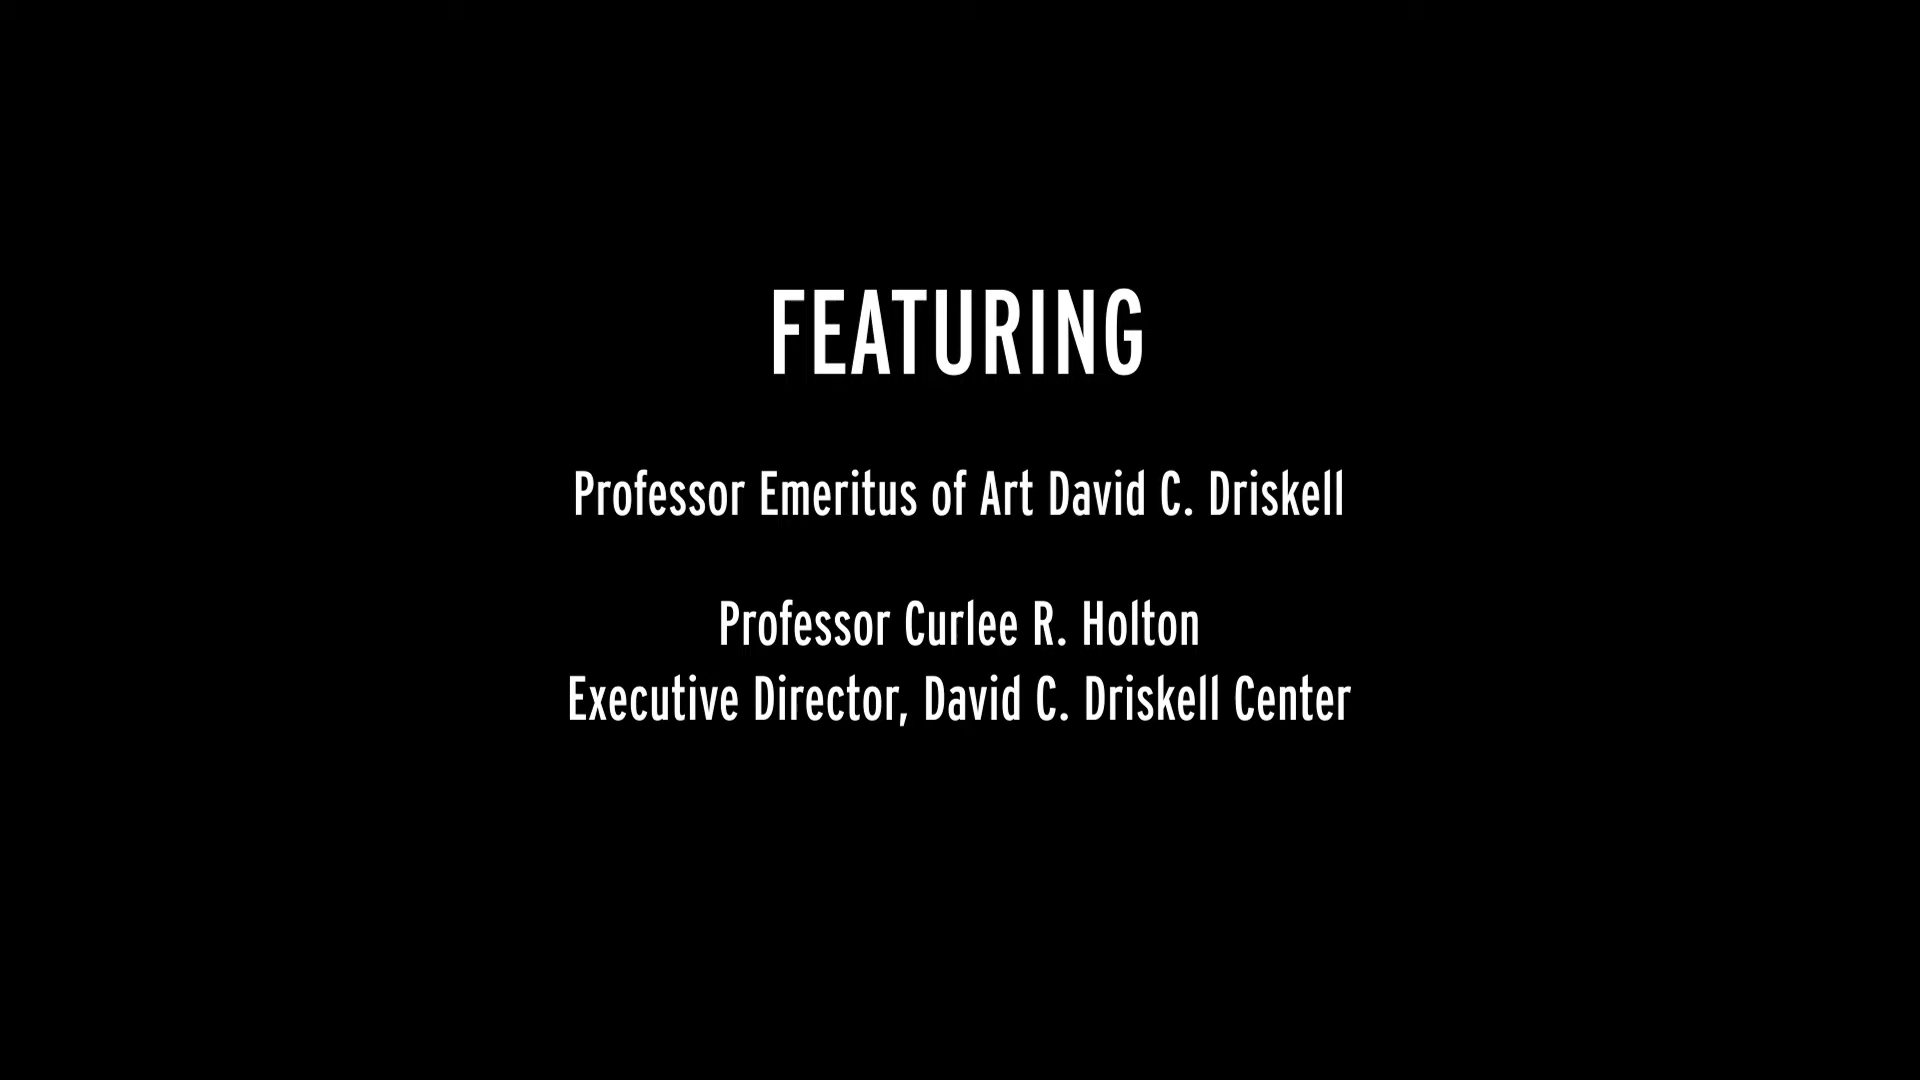 FEATURING
Professor Emeritus of Art David C. Driskell
Professor Curlee R. Holton
Executive Director, David C. Driskell Center